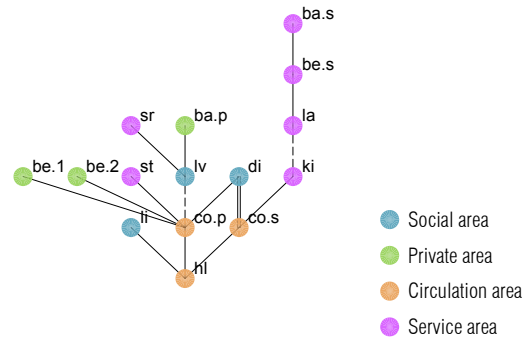 ba.s
be.s
sr ba.p la
be.1 be.2 st lv di ki
li co.p co.s
hl
Social area
Private area
Circulation area
Service area